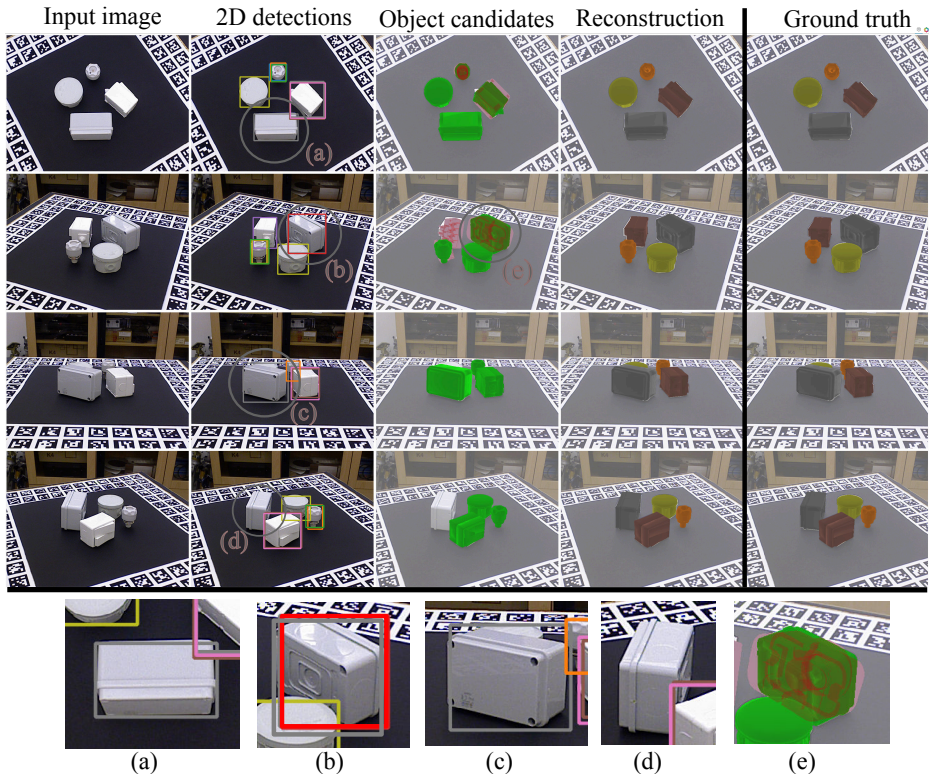 Input image 2D detections Object candidates Reconstruction Ground truth
(a)
(b) (e)
(c)
(d)
(a) (b) (c) (d) (e)